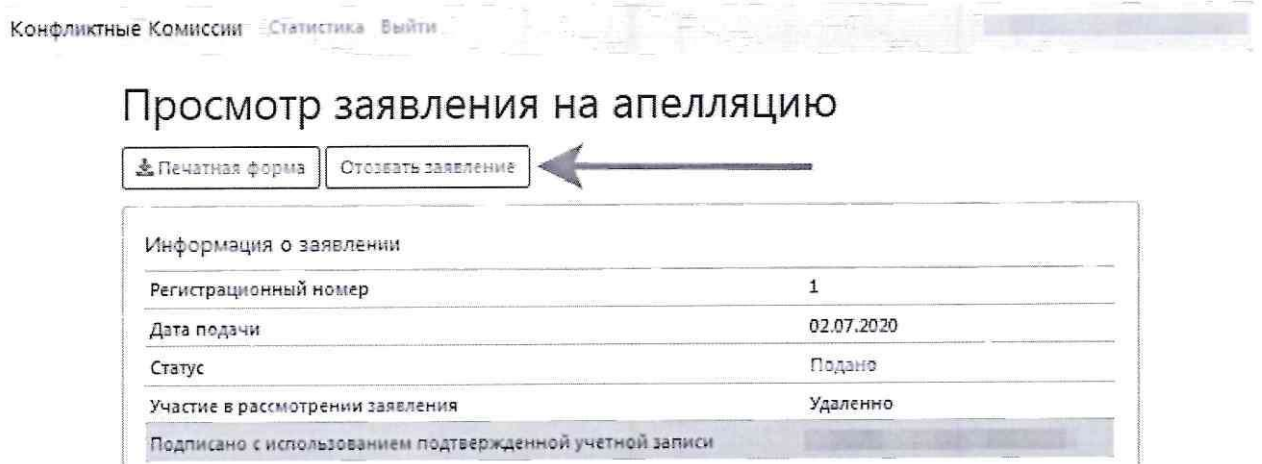 Конфликтные Комиссии Статистика Выйти
Просмотр заявления на апелляцию
Печатная форма Отозвать заявление
Информация о заявлении
Регистрационный номер 1
Дата подачи 02.07.2020
Статус Подано
Участие в рассмотрении заявления Удаленно
Подписано с использованием подтвержденной учетной записи